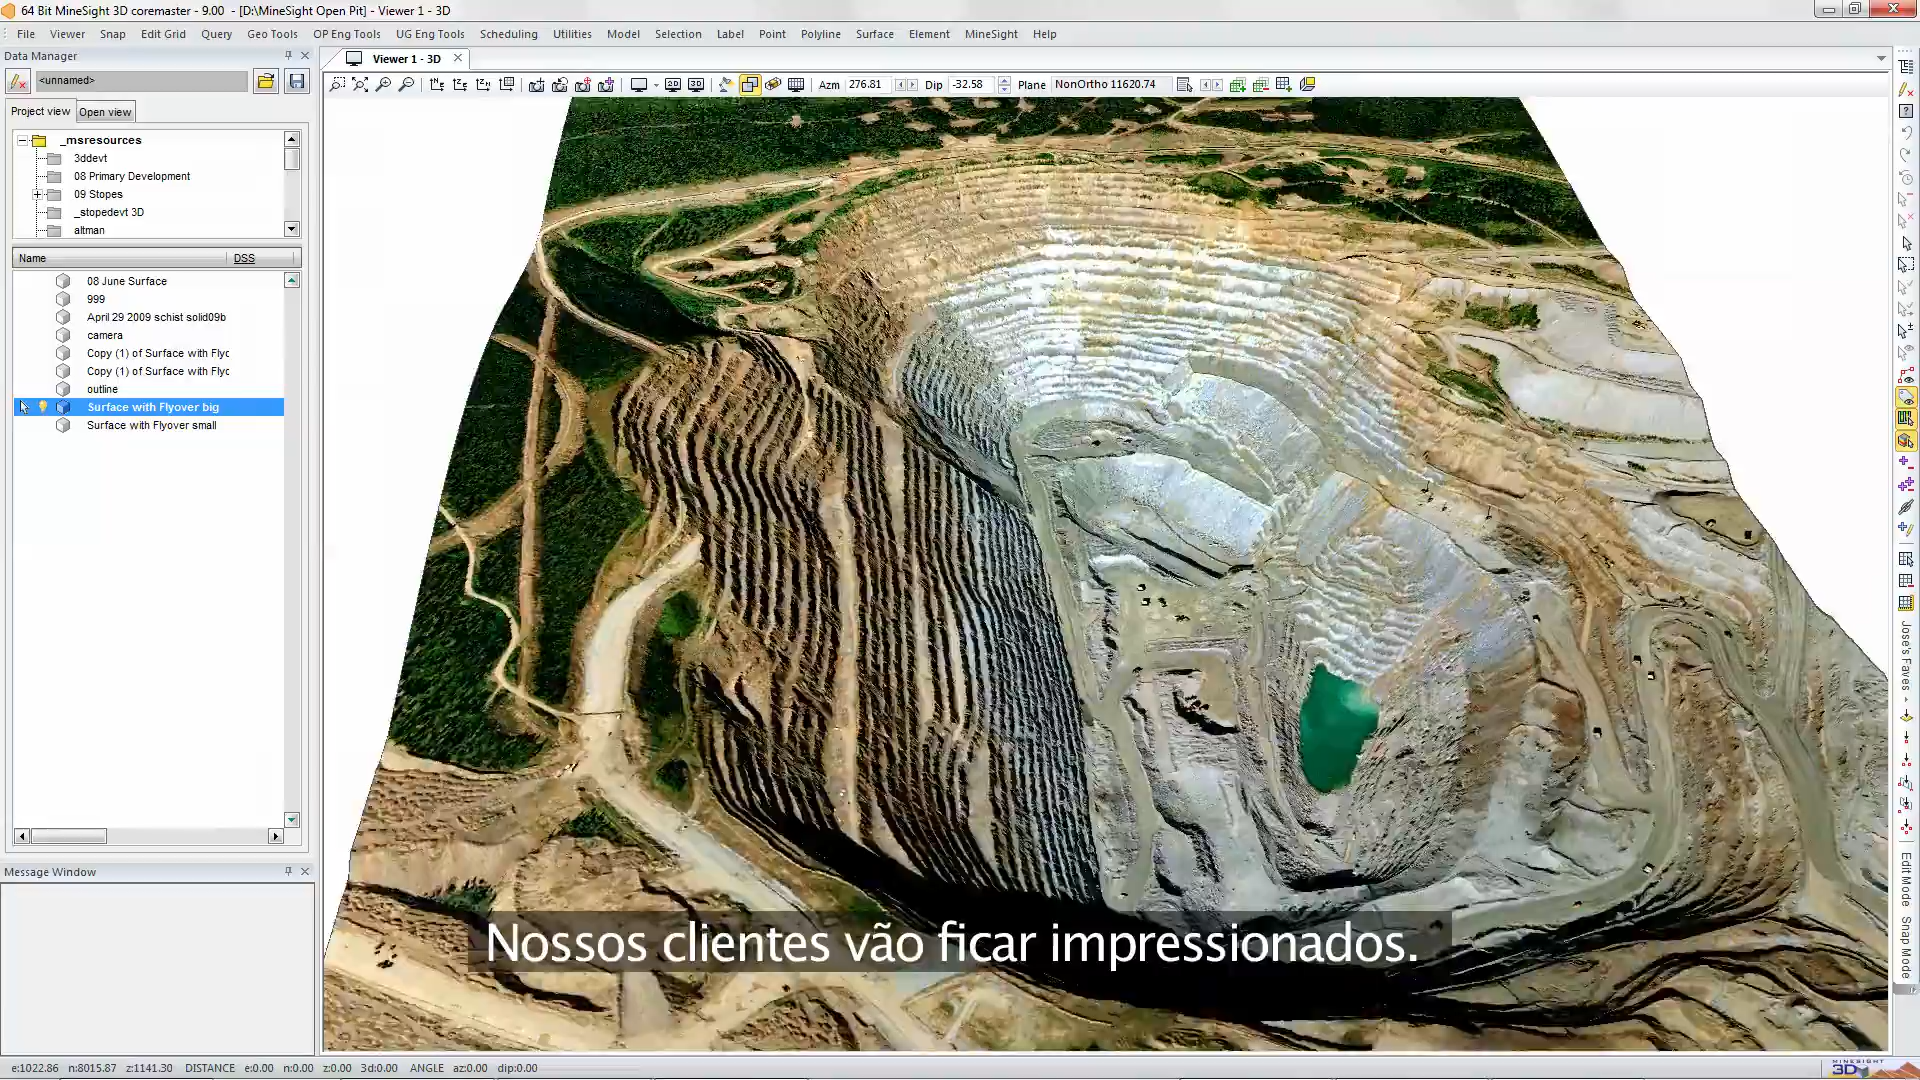 64 Bit MineSight 3D coremaster - 9.00 - [D:\MineSight Open Pit] - Viewer 1 - 3D
File Viewer Snap Edit Grid Query Geo Tools OP Eng Tools UG Eng Tools Scheduling Utilities Model Selection Label Point Polyline Surface Element MineSight Help
Data Manager
Viewer 1 - 3D
<unnamed>
Azm 276.81 Dip -32.58 Plane NonOrtho 11620.74
Project view Open view
_msresources
3ddevt
08 Primary Development
09 Stopes
_stopedevt 3D
altman
Name DSS
08 June Surface
999
April 29 2009 schist solid09b
camera
Copy (1) of Surface with Flyc
Copy (1) of Surface with Flyc
outline
Surface with Flyover big
Surface with Flyover small
Jose's Faves
Edit Mode
Snap Mode
Message Window
Nossos clientes vão ficar impressionados.
e:1022.86 n:8015.87 z:1141.30 DISTANCE e:0.00 n:0.00 z:0.00 3d:0.00 ANGLE az:0.00 dip:0.00
MINESIGHT
3D